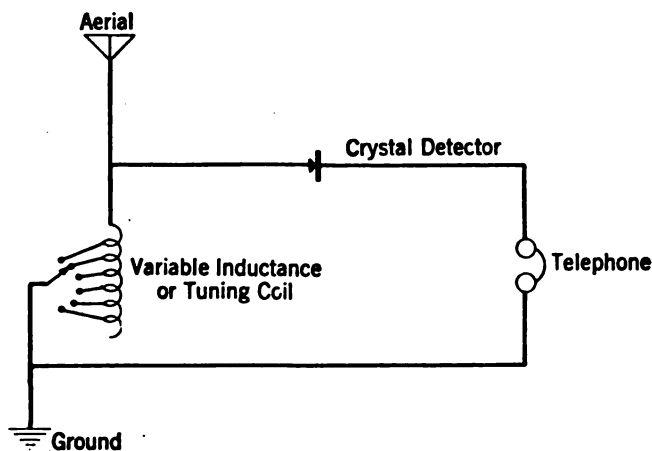 Aerial
Crystal Detector
Variable Inductance
or Tuning Coil
Telephone
Ground